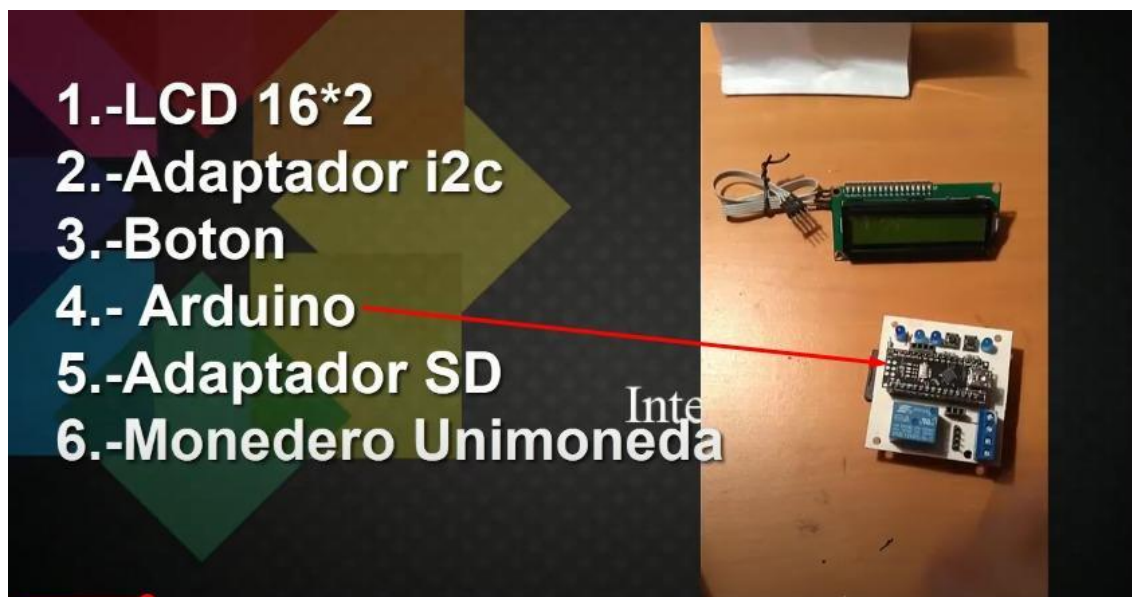 1.-LCD 16*2
2.-Adaptador i2c
3.-Boton
4.- Arduino
5.-Adaptador SD
Inte
6.-Monedero Unimoneda